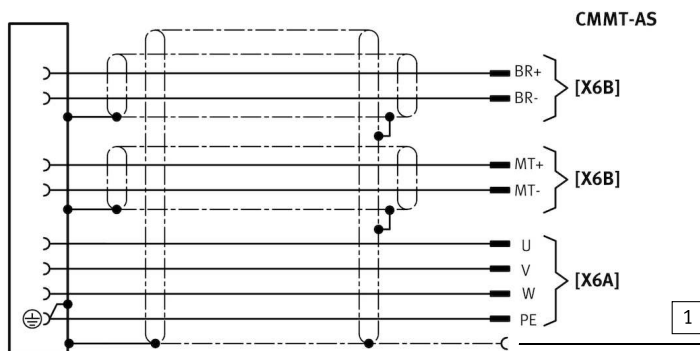 CMMT-AS
BR+
BR-
[X6B]
MT+
MT-
[X6B]
U
V
W
PE
[X6A]
1